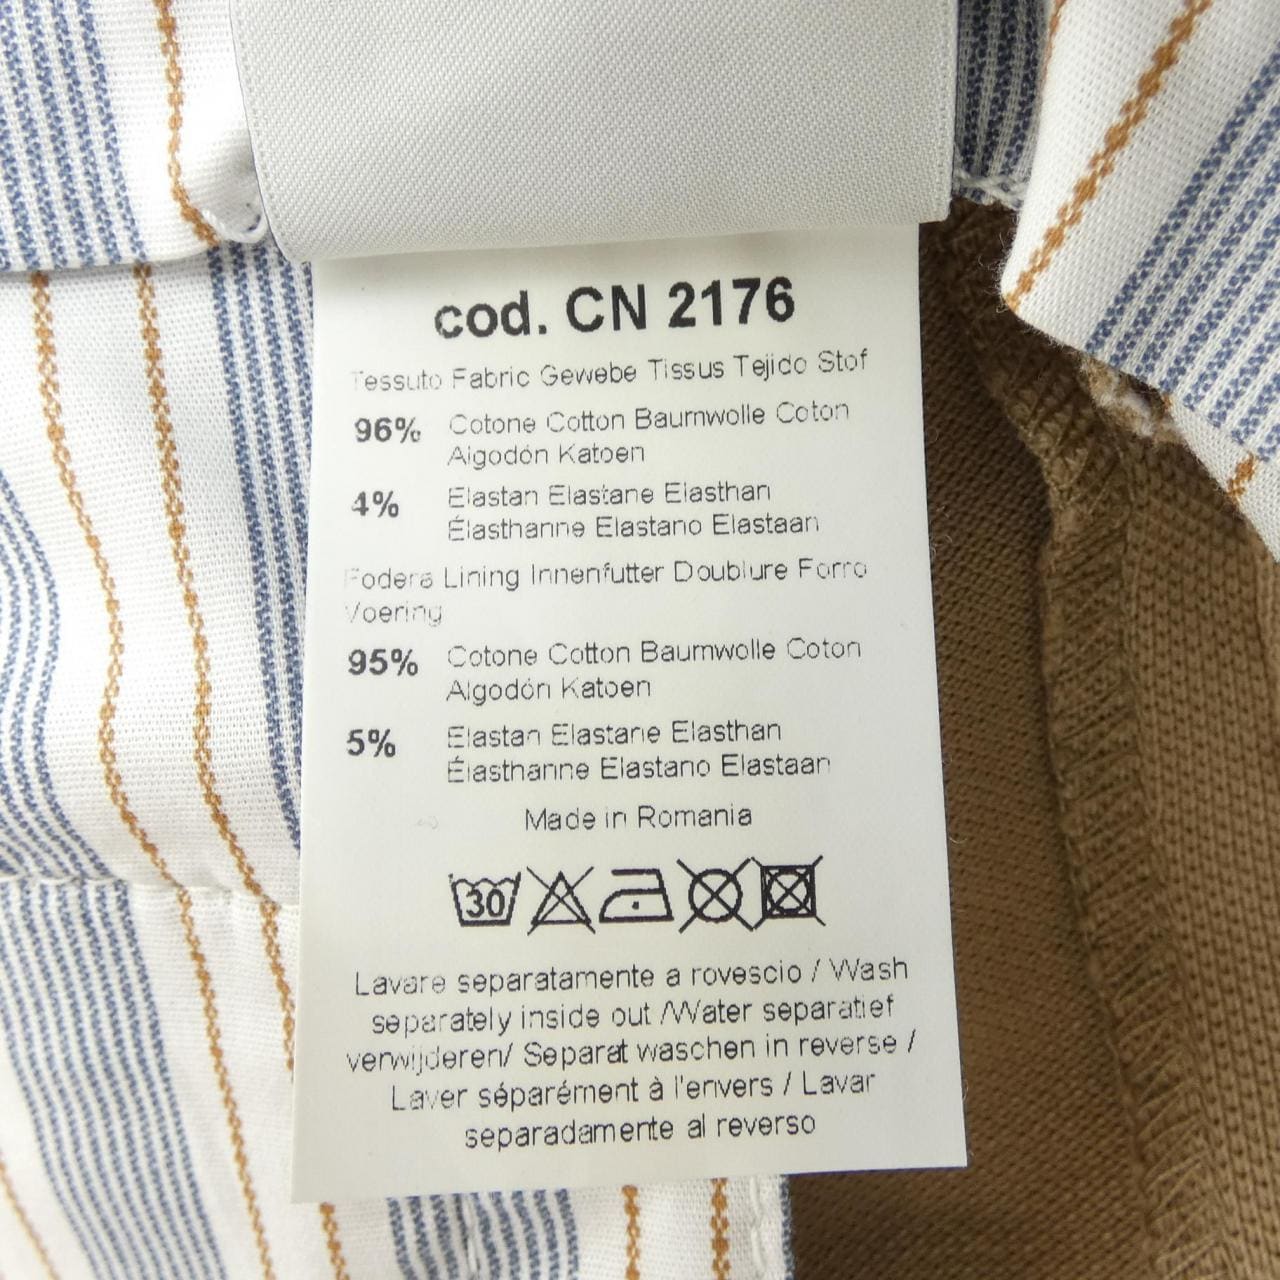 cod. CN 2176
Tessuto Fabric Gewebe Tissus Tejido Stof
96% Cotone Cotton Baumwolle Coton
Algodón Katoen
4% Elastan Elastane Elasthan
Élasthanne Elastano Elastaan
Fodera Lining Innenfutter Doublure Forro
Voering
95% Cotone Cotton Baumwolle Coton
Algodón Katoen
5% Elastan Elastane Elasthan
Élasthanne Elastano Elastaan
Made in Romania
30
Lavare separatamente a rovescio / Wash
separately inside out /Water separatief
verwijderen/ Separat waschen in reverse /
Laver séparément à l'envers / Lavar
separadamente al reverso